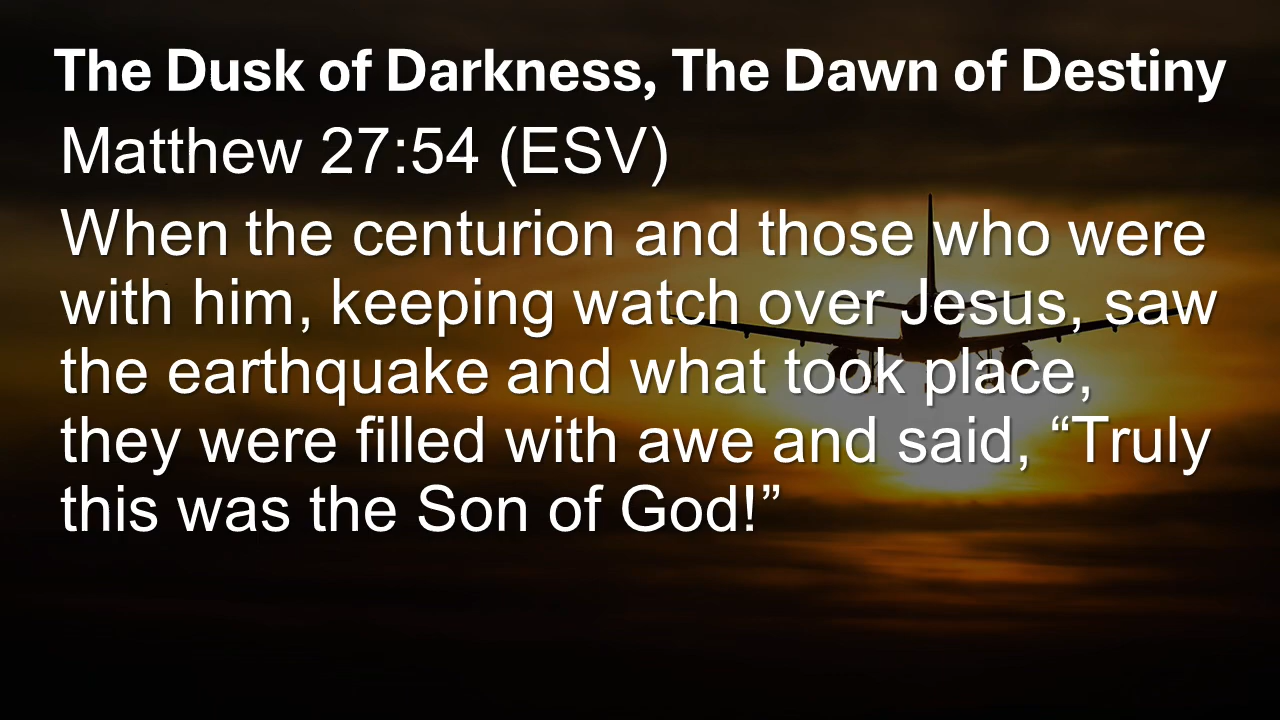 The Dusk of Darkness, The Dawn of Destiny
Matthew 27:54 (ESV)
When the centurion and those who were
with him, keeping watch over Jesus, saw
the earthquake and what took place,
they were filled with awe and said, “Truly
this was the Son of God!”